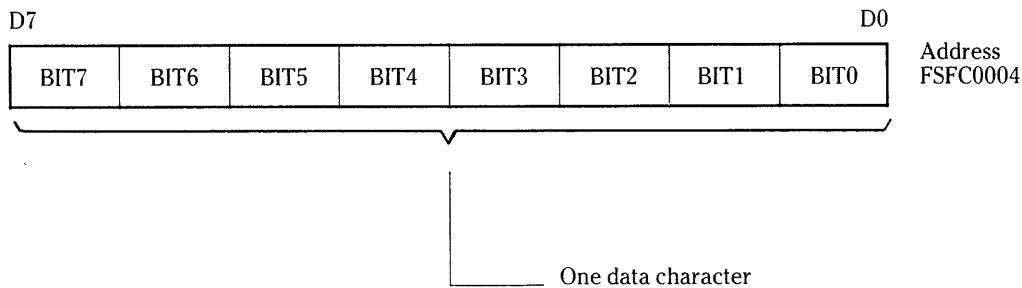 D7 D0
Address
FSFC0004
BIT7 BIT6 BIT5 BIT4 BIT3 BIT2 BIT1 BIT0
One data character